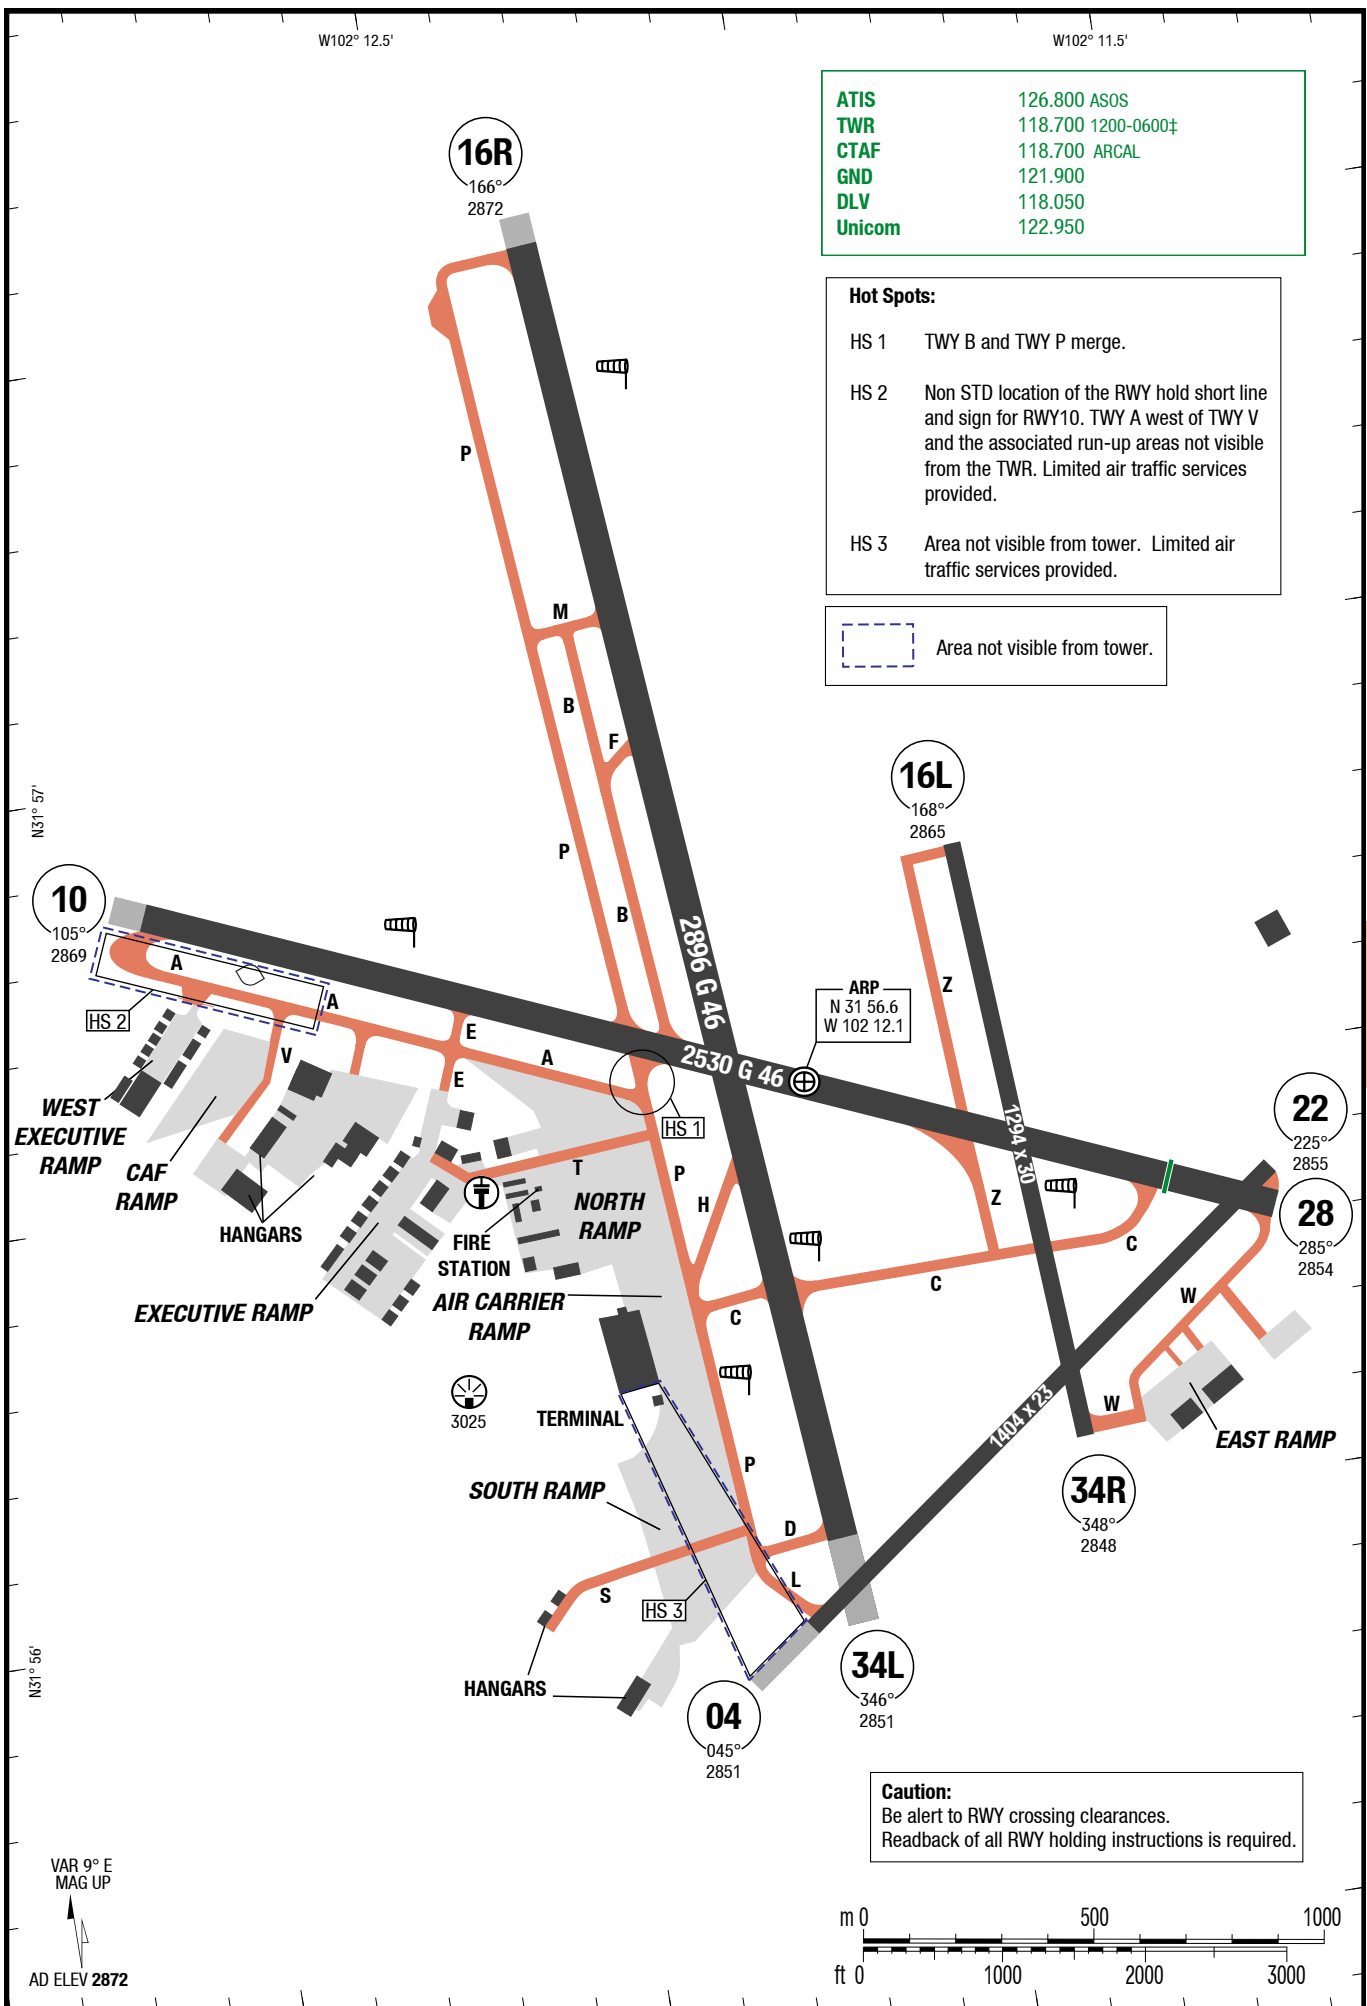 W102° 12.5'
W102° 11.5'
ATIS 126.800 ASOS
TWR 118.700 1200-0600‡
CTAF 118.700 ARCAL
GND 121.900
DLV 118.050
Unicom 122.950
16R
166°
2872
Hot Spots:
HS 1 TWY B and TWY P merge.
HS 2 Non STD location of the RWY hold short line
and sign for RWY10. TWY A west of TWY V
and the associated run-up areas not visible
from the TWR. Limited air traffic services
provided.
HS 3 Area not visible from tower. Limited air
traffic services provided.
Area not visible from tower.
P
M
B
F
P
B
16L
168°
2865
N31° 57'
10
105°
2869
A
A
HS 2
V
E
E
A
2896 G 46
2530 G 46
ARP
N 31 56.6
W 102 12.1
Z
Z
1294 x 30
22
225°
2855
28
285°
2854
HS 1
WEST
EXECUTIVE
RAMP
CAF
RAMP
HANGARS
T
P
H
NORTH
RAMP
FIRE
STATION
EXECUTIVE RAMP
AIR CARRIER
RAMP
C
C
C
W
W
3025
TERMINAL
1404 x 23
EAST RAMP
SOUTH RAMP
P
D
L
S
HS 3
34R
348°
2848
HANGARS
34L
346°
2851
04
045°
2851
N31° 56'
Caution:
Be alert to RWY crossing clearances.
Readback of all RWY holding instructions is required.
VAR 9° E
MAG UP
AD ELEV 2872
m 0 500 1000
ft 0 1000 2000 3000